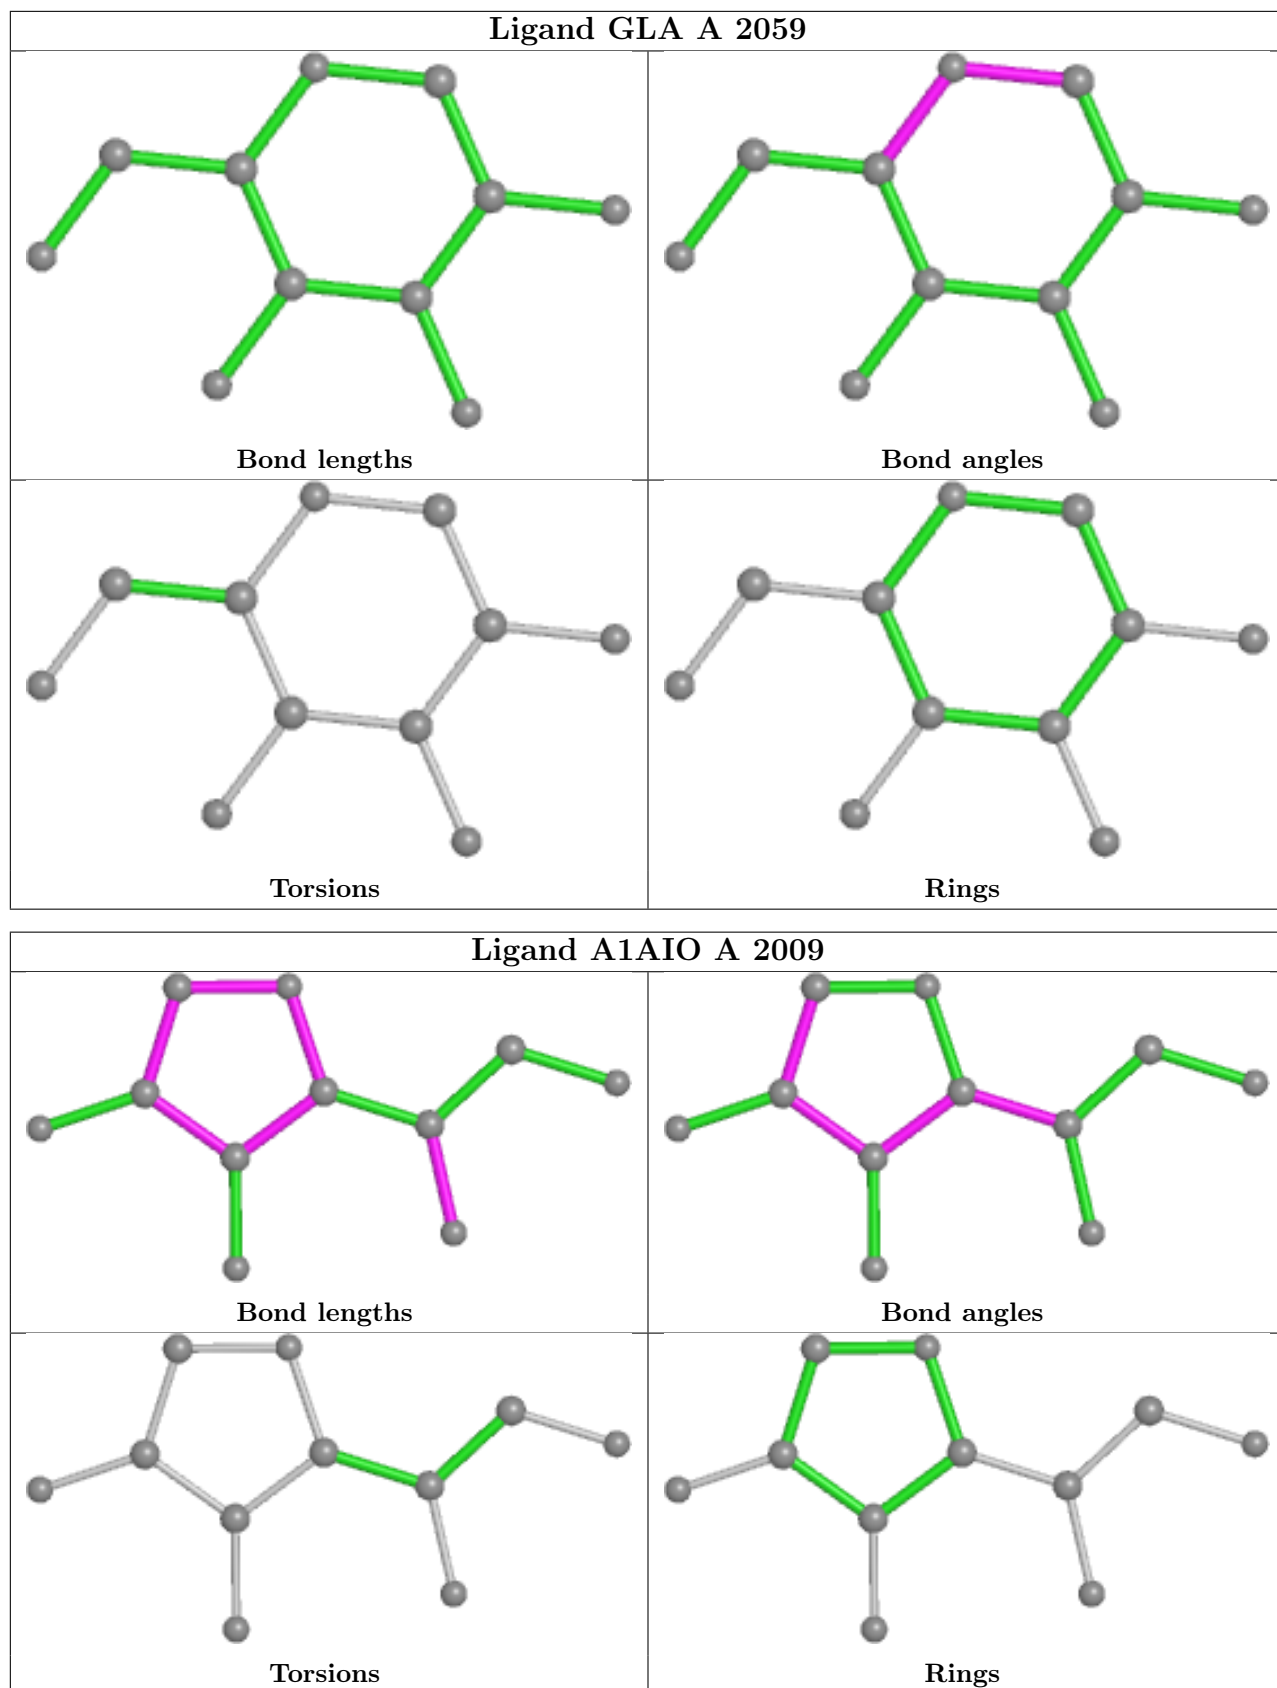 Ligand GLA A 2059
Bond lengths
Bond angles
Torsions
Rings
Ligand A1AIO A 2009
Bond lengths
Bond angles
Torsions
Rings